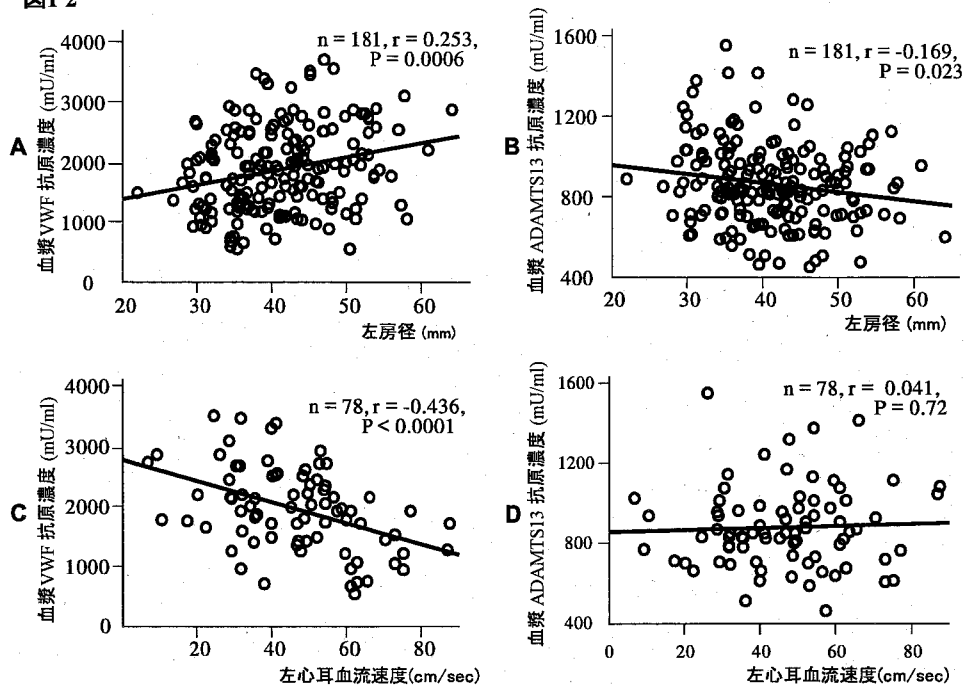 図12
A
血漿VWF 抗原濃度 (mU/ml)
4000
3000
2000
1000
0
20 30 40 50 60
左房径 (mm)
n = 181, r = 0.253,
P = 0.0006
B
血漿 ADAMTS13 抗原濃度 (mU/ml)
1600
1200
800
400
20 30 40 50 60
左房径 (mm)
n = 181, r = -0.169,
P = 0.023
C
血漿VWF 抗原濃度 (mU/ml)
4000
3000
2000
1000
0
20 40 60 80
左心耳血流速度(cm/sec)
n = 78, r = -0.436,
P < 0.0001
D
血漿 ADAMTS13 抗原濃度 (mU/ml)
1600
1200
800
400
0 20 40 60 80
左心耳血流速度(cm/sec)
n = 78, r = 0.041,
P = 0.72